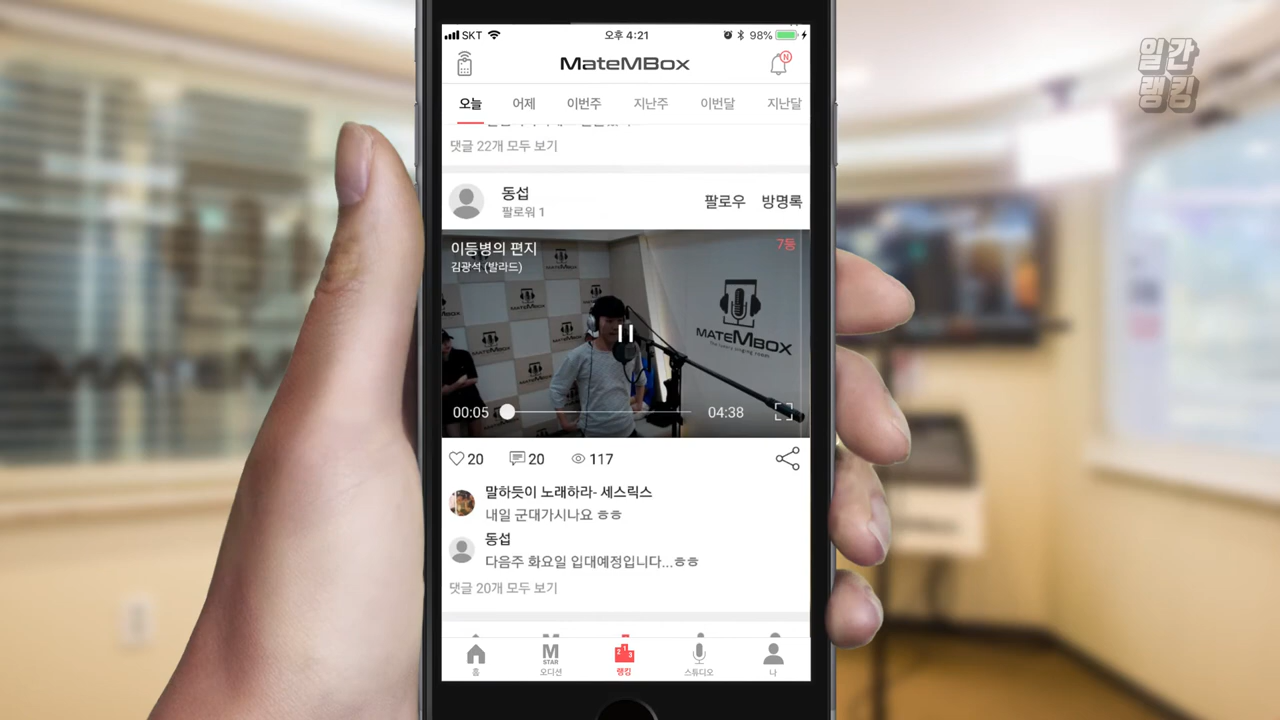 일간
랭킹
SKT
오후 4:21
98%
MateMBox
N
오늘
어제
이번주
지난주
이번달
지난달
댓글 22개 모두 보기
동섭
팔로워 1
팔로우
방명록
이등병의 편지
7등
김광석 (발라드)
MATEMBOX
00:05
04:38
20
20
117
말하듯이 노래하라- 세스릭스
내일 군대가시나요 ㅎㅎ
동섭
다음주 화요일 입대예정입니다...ㅎㅎ
댓글 20개 모두 보기
홈
M
STAR
오디션
2 1 3
랭킹
스튜디오
나